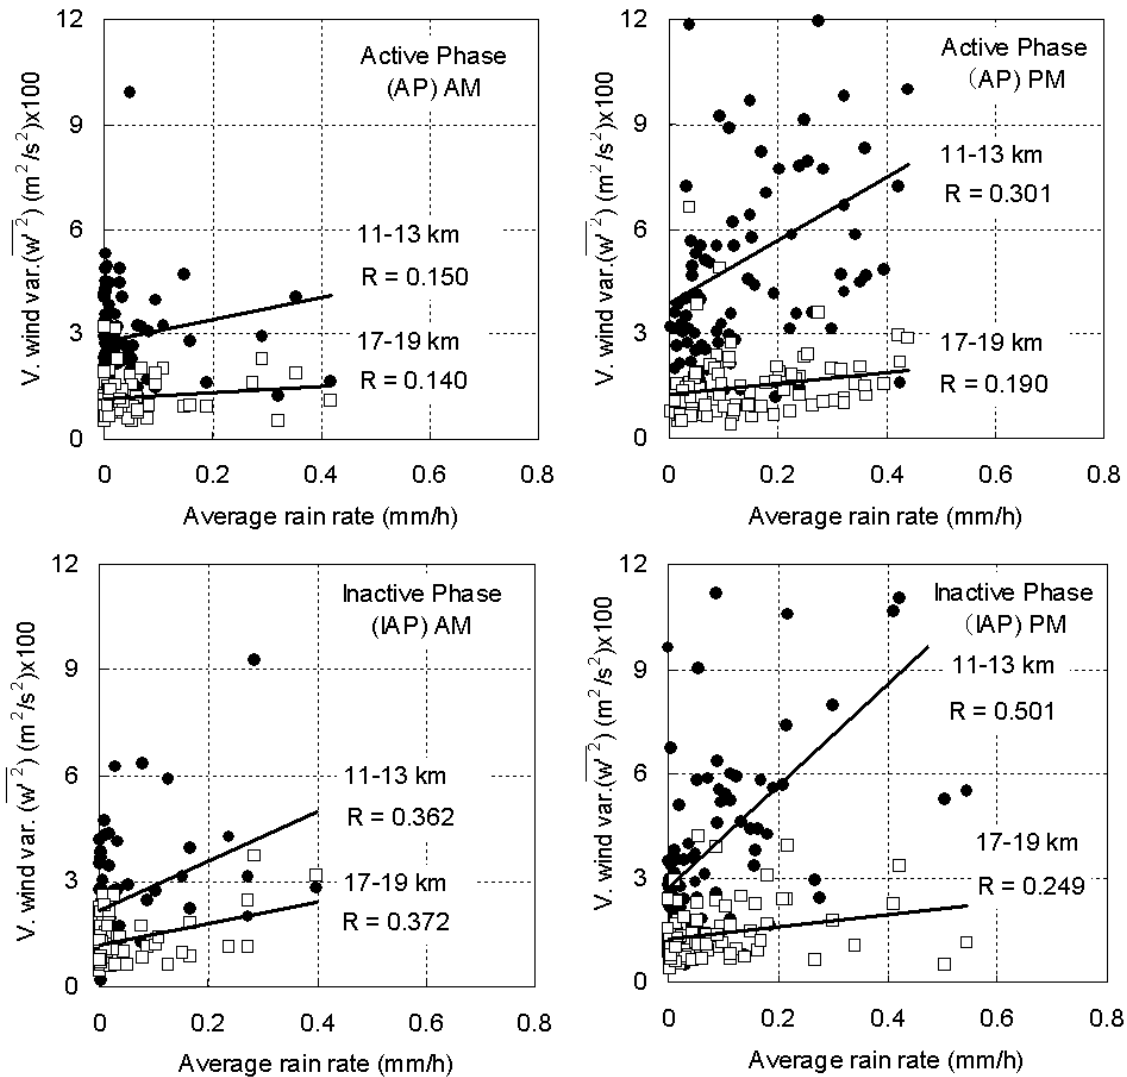 12
9
6
3
0
V. wind var.(w' ²) (m²/s²)x100
Active Phase
(AP) AM
11-13 km
R = 0.150
17-19 km
R = 0.140
0 0.2 0.4 0.6 0.8
Average rain rate (mm/h)
12
9
6
3
0
V. wind var.(w' ²) (m²/s²)x100
Active Phase
(AP) PM
11-13 km
R = 0.301
17-19 km
R = 0.190
0 0.2 0.4 0.6 0.8
Average rain rate (mm/h)
12
9
6
3
0
V. wind var. (w' ²) (m²/s²)x100
Inactive Phase
(IAP) AM
11-13 km
R = 0.362
17-19 km
R = 0.372
0 0.2 0.4 0.6 0.8
Average rain rate (mm/h)
12
9
6
3
0
V. wind var.(w' ²) (m²/s²)x100
Inactive Phase
(IAP) PM
11-13 km
R = 0.501
17-19 km
R = 0.249
0 0.2 0.4 0.6 0.8
Average rain rate (mm/h)